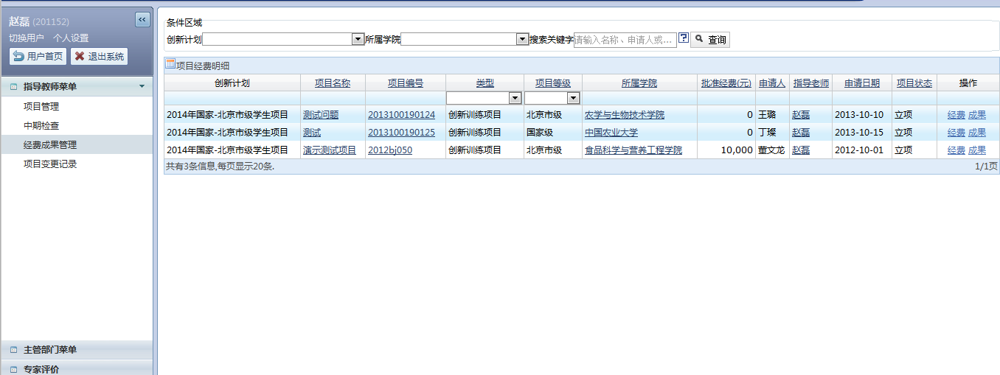 赵磊 (201152)
切换用户 个人设置
用户首页 退出系统
指导教师菜单
项目管理
中期检查
经费成果管理
项目变更记录
主管部门菜单
专家评价
条件区域
创新计划 所属学院 搜索关键字 请输入名称、申请人或... ? 查询
项目经费明细
创新计划 项目名称 项目编号 类型 项目等级 所属学院 批准经费(元) 申请人 指导老师 申请日期 项目状态 操作
2014年国家-北京市级学生项目 测试问题 2013100190124 创新训练项目 北京市级 农学与生物技术学院 0 王璐 赵磊 2013-10-10 立项 经费 成果
2014年国家-北京市级学生项目 测试 2013100190125 创新训练项目 国家级 中国农业大学 0 丁璨 赵磊 2013-10-15 立项 经费 成果
2014年国家-北京市级学生项目 演示测试项目 2012bj050 创新训练项目 北京市级 食品科学与营养工程学院 10,000 董文龙 赵磊 2012-10-01 立项 经费 成果
共有3条信息,每页显示20条. 1/1页